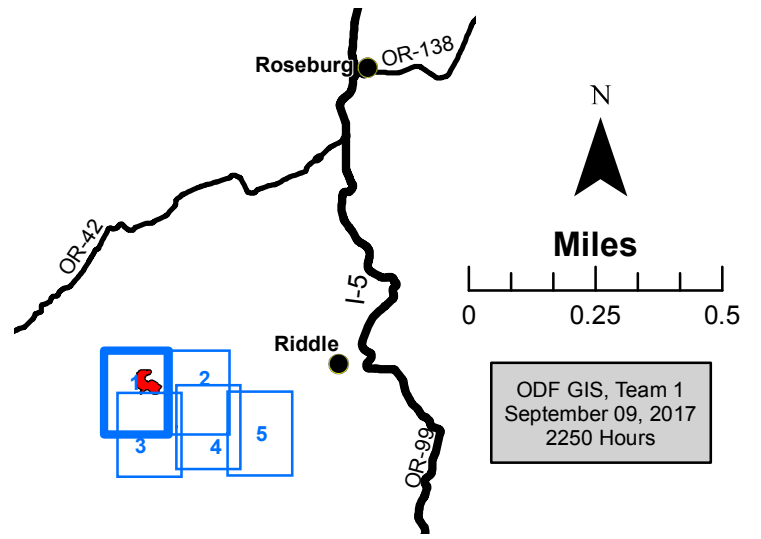 Roseburg
OR-138
N
OR-42
Miles
I-5
0 0.25 0.5
Riddle
1 2
3 4 5
ODF GIS, Team 1
September 09, 2017
2250 Hours
OR-99